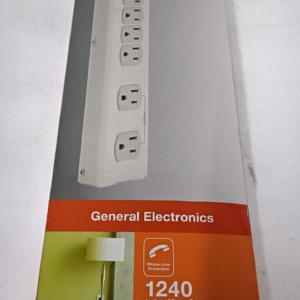 General Electronics
Phone-Line
Protection
1240